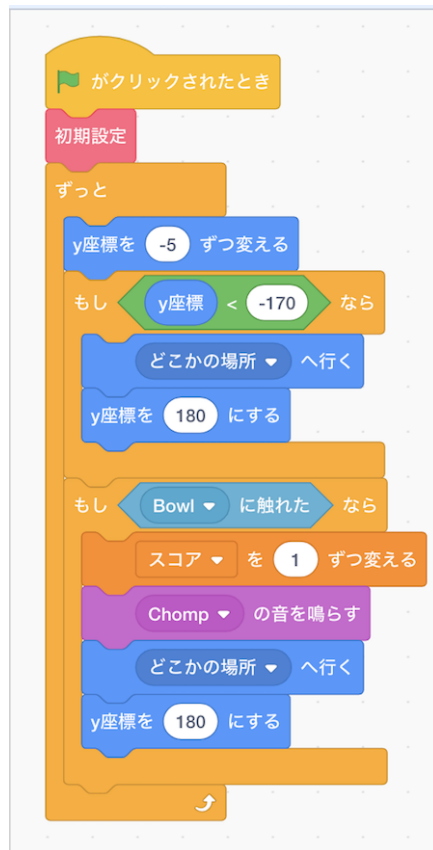 がクリックされたとき
初期設定
ずっと
y座標を -5 ずつ変える
もし y座標 < -170 なら
どこかの場所 へ行く
y座標を 180 にする
もし Bowl に触れた なら
スコア を 1 ずつ変える
Chomp の音を鳴らす
どこかの場所 へ行く
y座標を 180 にする